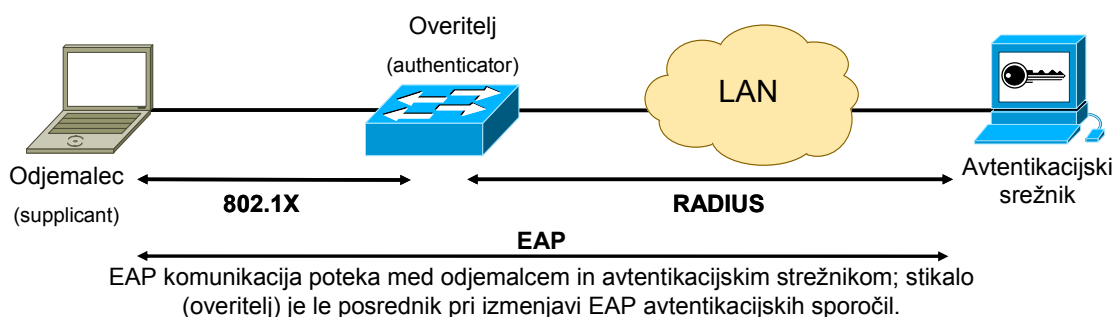 Overitelj
(authenticator)
LAN
Odjemalec
(supplicant)
Avtentikacijski
srežnik
802.1X
RADIUS
EAP
EAP komunikacija poteka med odjemalcem in avtentikacijskim strežnikom; stikalo
(overitelj) je le posrednik pri izmenjavi EAP avtentikacijskih sporočil.